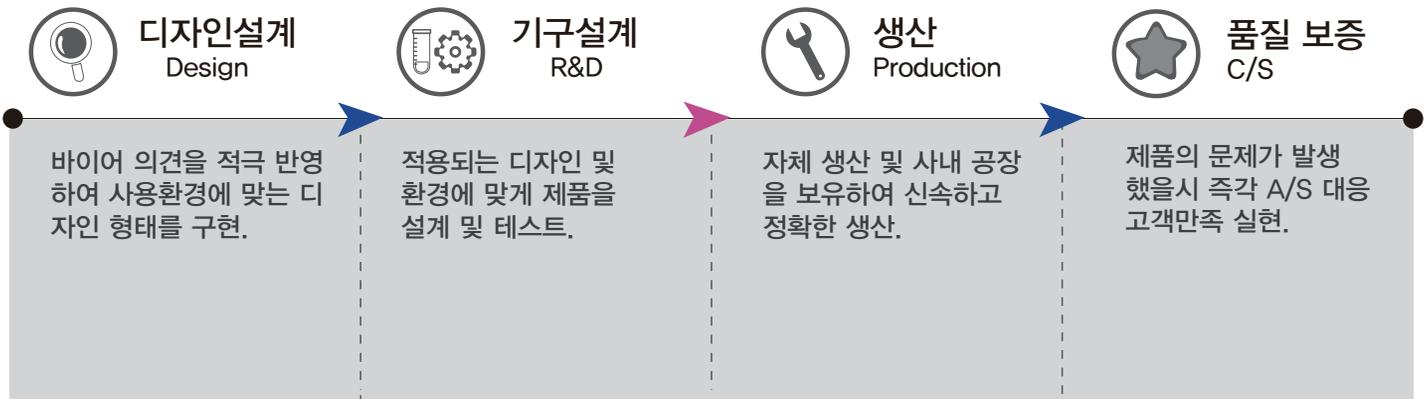 디자인설계
Design
바이어 의견을 적극 반영
하여 사용환경에 맞는 디
자인 형태를 구현.
기구설계
R&D
적용되는 디자인 및
환경에 맞게 제품을
설계 및 테스트.
생산
Production
자체 생산 및 사내 공장
을 보유하여 신속하고
정확한 생산.
품질 보증
C/S
제품의 문제가 발생
했을시 즉각 A/S 대응
고객만족 실현.